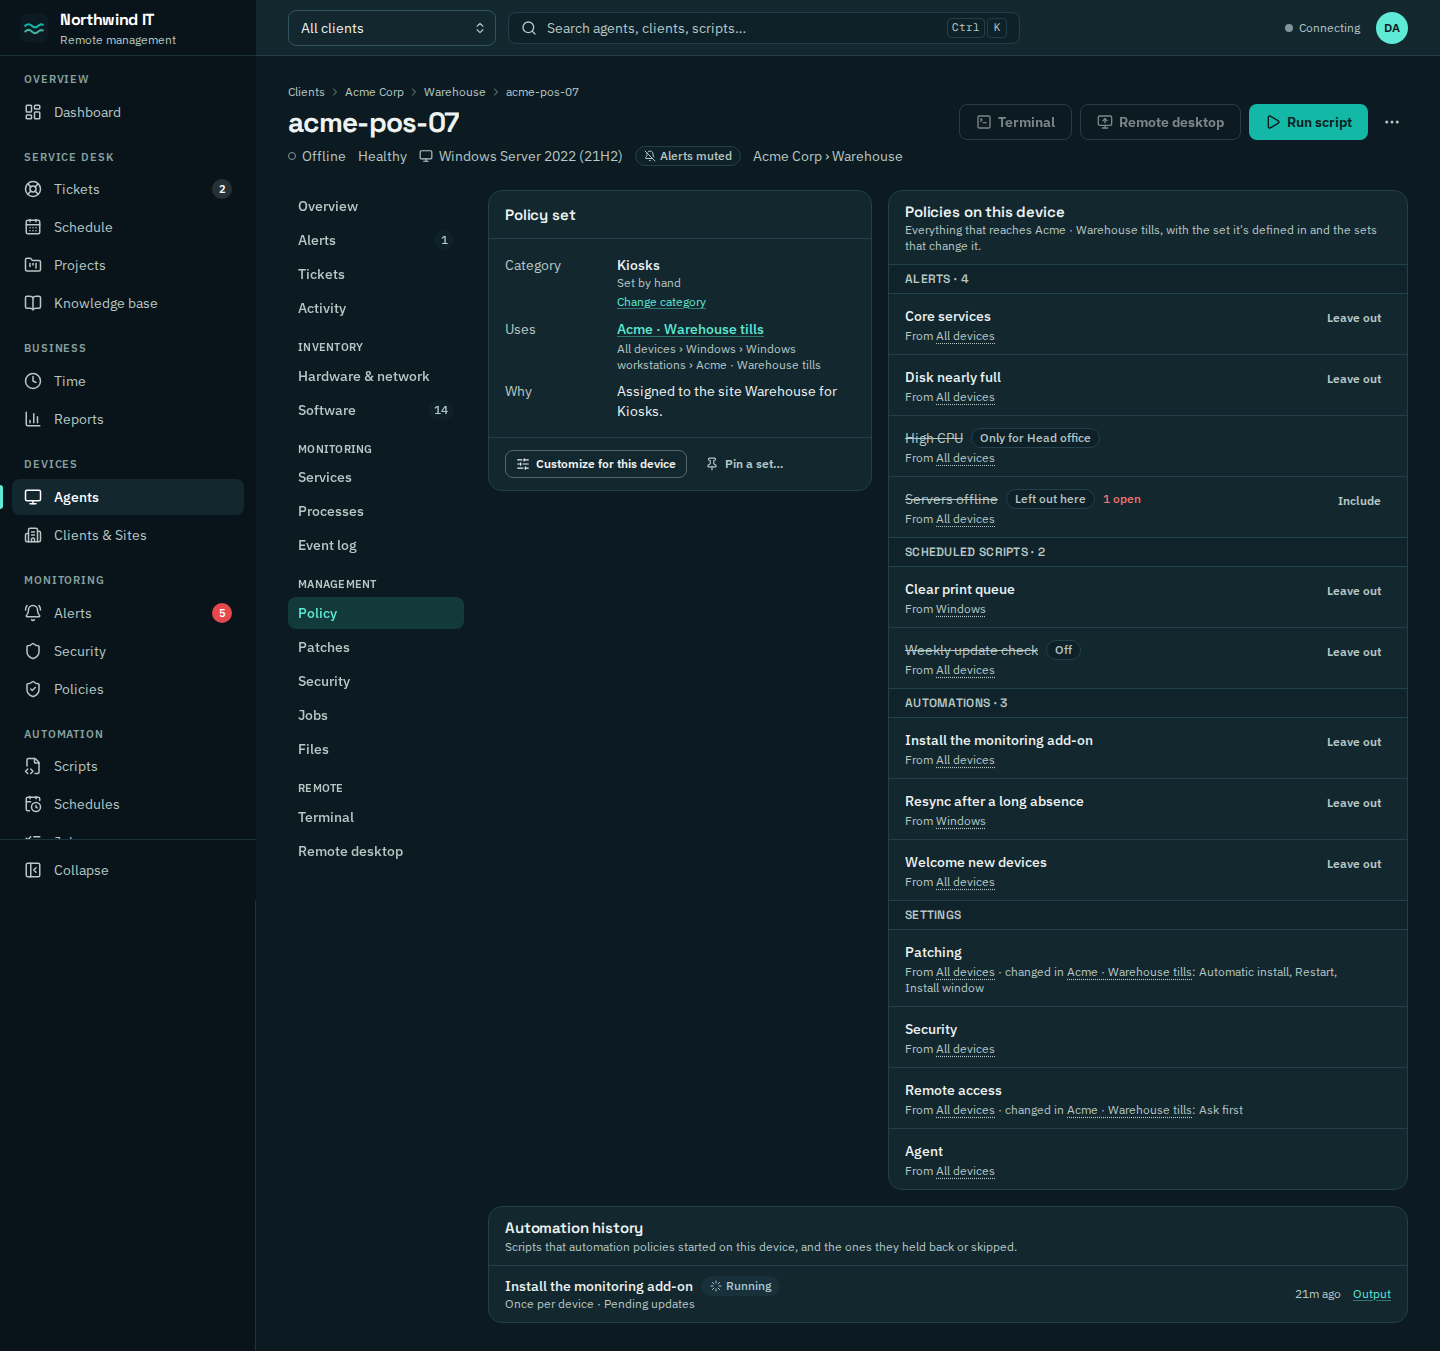 Northwind IT
Remote management
All clients
Search agents, clients, scripts...
Ctrl K
Connecting
DA
OVERVIEW
Dashboard
SERVICE DESK
Tickets 2
Schedule
Projects
Knowledge base
BUSINESS
Time
Reports
DEVICES
Agents
Clients & Sites
MONITORING
Alerts 5
Security
Policies
AUTOMATION
Scripts
Schedules
Collapse
Clients > Acme Corp > Warehouse > acme-pos-07
acme-pos-07
Offline Healthy Windows Server 2022 (21H2) Alerts muted Acme Corp › Warehouse
Terminal
Remote desktop
Run script
Overview
Alerts 1
Tickets
Activity
INVENTORY
Hardware & network
Software 14
MONITORING
Services
Processes
Event log
MANAGEMENT
Policy
Patches
Security
Jobs
Files
REMOTE
Terminal
Remote desktop
Policy set
Category Kiosks
Set by hand
Change category
Uses Acme · Warehouse tills
All devices › Windows › Windows
workstations › Acme · Warehouse tills
Why Assigned to the site Warehouse for
Kiosks.
Customize for this device Pin a set...
Policies on this device
Everything that reaches Acme · Warehouse tills, with the set it's defined in and the sets
that change it.
ALERTS · 4
Core services Leave out
From All devices
Disk nearly full Leave out
From All devices
High CPU Only for Head office
From All devices
Servers offline Left out here 1 open Include
From All devices
SCHEDULED SCRIPTS · 2
Clear print queue Leave out
From Windows
Weekly update check Off Leave out
From All devices
AUTOMATIONS · 3
Install the monitoring add-on Leave out
From All devices
Resync after a long absence Leave out
From Windows
Welcome new devices Leave out
From All devices
SETTINGS
Patching
From All devices · changed in Acme · Warehouse tills: Automatic install, Restart,
Install window
Security
From All devices
Remote access
From All devices · changed in Acme · Warehouse tills: Ask first
Agent
From All devices
Automation history
Scripts that automation policies started on this device, and the ones they held back or skipped.
Install the monitoring add-on Running
Once per device · Pending updates
21m ago Output